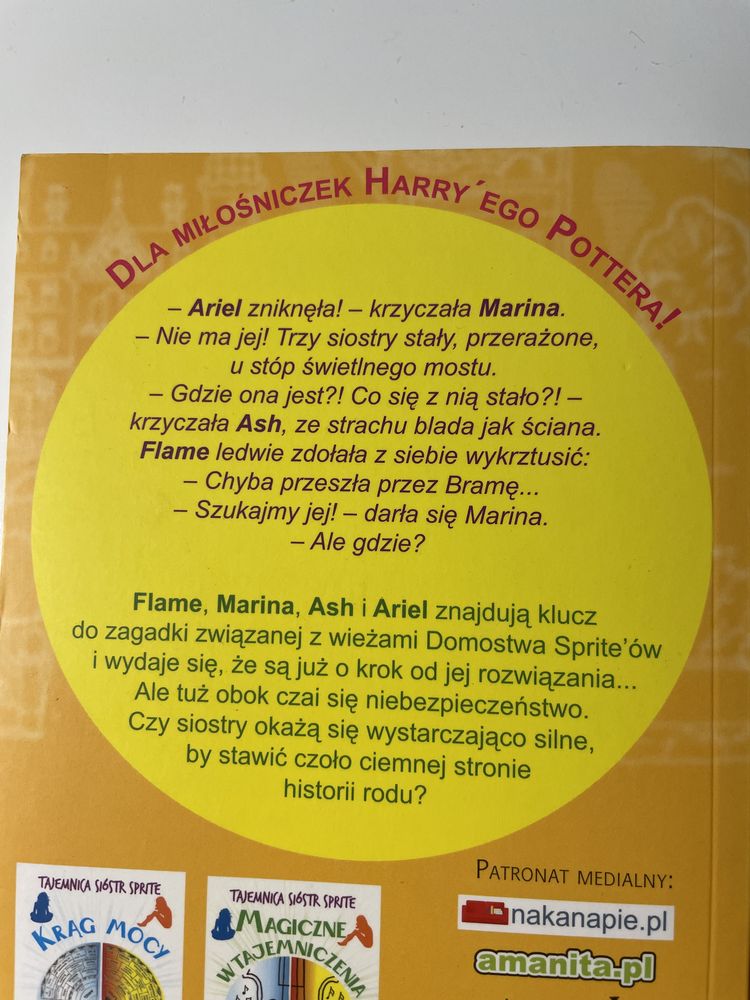 DLA MIŁOŚNICZEK HARRY´EGO POTTERA!
– Ariel zniknęła! – krzyczała Marina.
– Nie ma jej! Trzy siostry stały, przerażone,
u stóp świetlnego mostu.
– Gdzie ona jest?! Co się z nią stało?! –
krzyczała Ash, ze strachu blada jak ściana.
Flame ledwie zdołała z siebie wykrztusić:
– Chyba przeszła przez Bramę...
– Szukajmy jej! – darła się Marina.
– Ale gdzie?
Flame, Marina, Ash i Ariel znajdują klucz
do zagadki związanej z wieżami Domostwa Sprite’ów
i wydaje się, że są już o krok od jej rozwiązania...
Ale tuż obok czai się niebezpieczeństwo.
Czy siostry okażą się wystarczająco silne,
by stawić czoło ciemnej stronie
historii rodu?
TAJEMNICA SIÓSTR SPRITE
KRĄG MOCY
TAJEMNICA SIÓSTR SPRITE
MAGICZNE
WTAJEMNICZENIA
PATRONAT MEDIALNY:
nakanapie.pl
amanita.pl